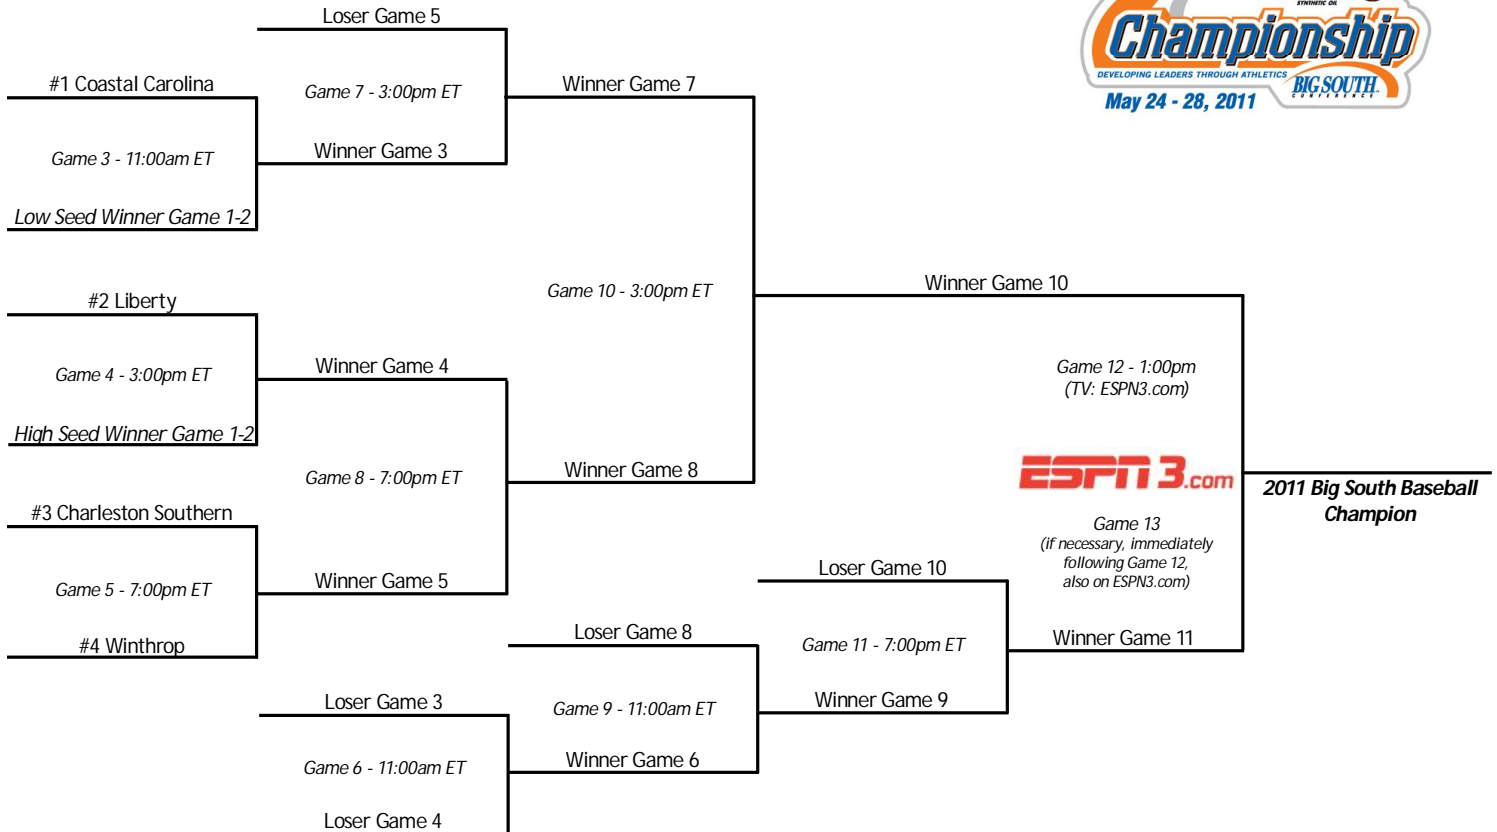 SYNTHETIC OIL
Championship
DEVELOPING LEADERS THROUGH ATHLETICS
BIG SOUTH
CONFERENCE
May 24 - 28, 2011
Loser Game 5
#1 Coastal Carolina
Game 7 - 3:00pm ET
Winner Game 7
Game 3 - 11:00am ET
Winner Game 3
Low Seed Winner Game 1-2
#2 Liberty
Game 10 - 3:00pm ET
Winner Game 10
Game 4 - 3:00pm ET
Winner Game 4
Game 12 - 1:00pm
(TV: ESPN3.com)
High Seed Winner Game 1-2
Game 8 - 7:00pm ET
Winner Game 8
ESPN3.com
2011 Big South Baseball
Champion
#3 Charleston Southern
Game 13
(if necessary, immediately
following Game 12,
also on ESPN3.com)
Game 5 - 7:00pm ET
Winner Game 5
Loser Game 10
#4 Winthrop
Loser Game 8
Game 11 - 7:00pm ET
Winner Game 11
Loser Game 3
Game 9 - 11:00am ET
Winner Game 9
Game 6 - 11:00am ET
Winner Game 6
Loser Game 4